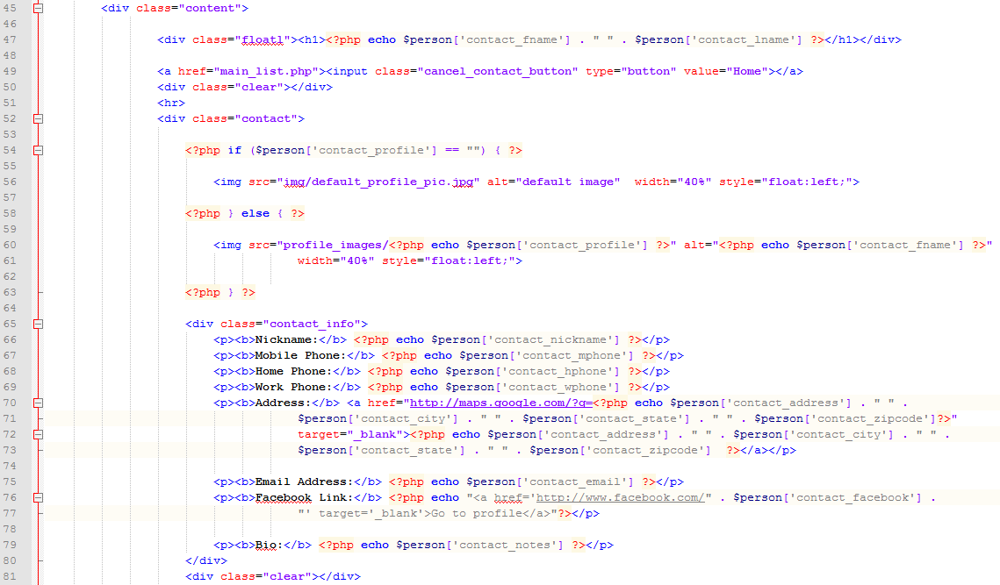 45 <div class="content">
46
47 <div class="floatl"><h1><?php echo $person['contact_fname'] . " " . $person['contact_lname'] ?></h1></div>
48
49 <a href="main_list.php"><input class="cancel_contact_button" type="button" value="Home"></a>
50 <div class="clear"></div>
51 <hr>
52 <div class="contact">
53
54 <?php if ($person['contact_profile'] == "") { ?>
55
56 <img src="img/default_profile_pic.jpg" alt="default image"  width="40%" style="float:left;">
57
58 <?php } else { ?>
59
60 <img src="profile_images/<?php echo $person['contact_profile'] ?>" alt="<?php echo $person['contact_fname'] ?>"
61 width="40%" style="float:left;">
62
63 <?php } ?>
64
65 <div class="contact_info">
66 <p><b>Nickname:</b> <?php echo $person['contact_nickname'] ?></p>
67 <p><b>Mobile Phone:</b> <?php echo $person['contact_mphone'] ?></p>
68 <p><b>Home Phone:</b> <?php echo $person['contact_hphone'] ?></p>
69 <p><b>Work Phone:</b> <?php echo $person['contact_wphone'] ?></p>
70 <p><b>Address:</b> <a href="http://maps.google.com/?q=<?php echo $person['contact_address'] . " " .
71 $person['contact_city'] . " " . $person['contact_state'] . " " . $person['contact_zipcode']?>"
72 target="_blank"><?php echo $person['contact_address'] . " " . $person['contact_city'] . " " .
73 $person['contact_state'] . " " . $person['contact_zipcode']  ?></a></p>
74
75 <p><b>Email Address:</b> <?php echo $person['contact_email'] ?></p>
76 <p><b>Facebook Link:</b> <?php echo "<a href='http://www.facebook.com/" . $person['contact_facebook'] .
77 "' target='_blank'>Go to profile</a>"?></p>
78
79 <p><b>Bio:</b> <?php echo $person['contact_notes'] ?></p>
80 </div>
81 <div class="clear"></div>